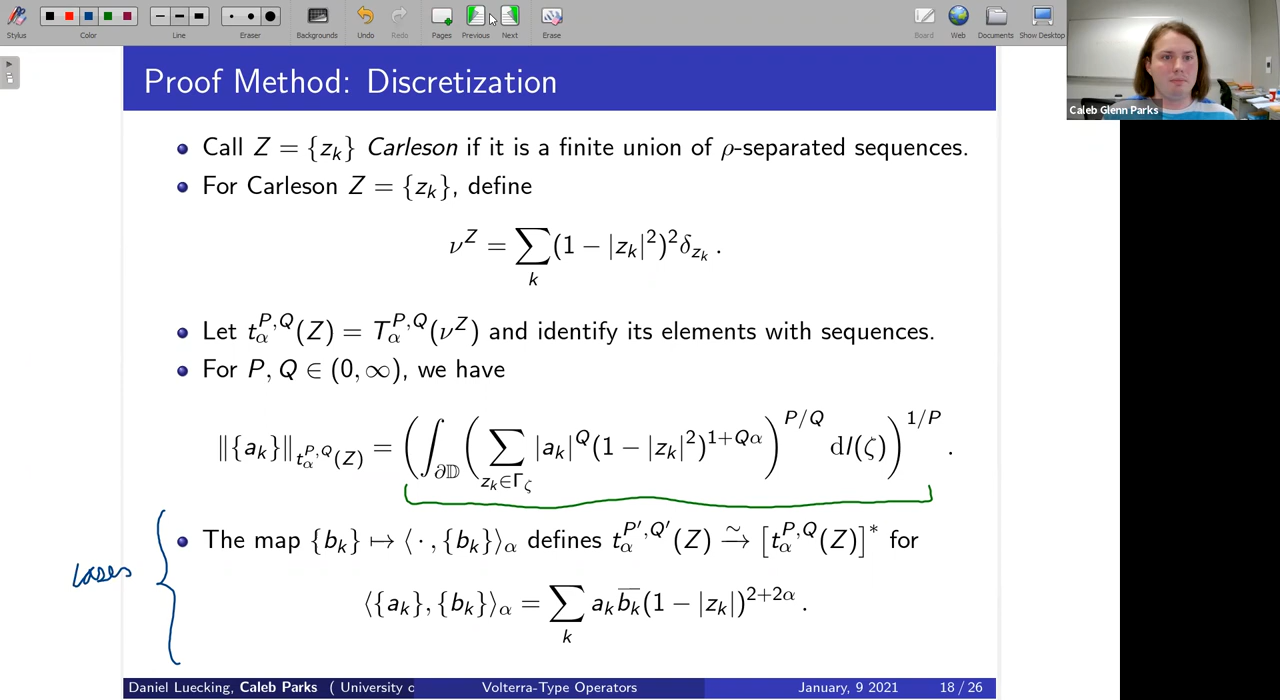 Stylus Color Line Eraser Backgrounds Undo Redo Pages Previous Next Erase Board Web Documents Show Desktop
Caleb Glenn Parks
Proof Method: Discretization
Call Z = {z_k} Carleson if it is a finite union of ρ-separated sequences.
For Carleson Z = {z_k}, define
ν^Z = ∑_k (1 − |z_k|^2)^2 δ_{z_k} .
Let t_α^{P,Q}(Z) = T_α^{P,Q}(ν^Z) and identify its elements with sequences.
For P, Q ∈ (0, ∞), we have
‖{a_k}‖_{t_α^{P,Q}(Z)} = (∫_{∂𝔻} (∑_{z_k∈Γ_ζ} |a_k|^Q (1 − |z_k|^2)^{1+Qα})^{P/Q} dl(ζ))^{1/P} .
The map {b_k} ↦ ⟨ · , {b_k}⟩_α defines t_α^{P′,Q′}(Z) ⥲ [t_α^{P,Q}(Z)]^* for
⟨{a_k}, {b_k}⟩_α = ∑_k a_k \overline{b_k} (1 − |z_k|)^{2+2α} .
Daniel Luecking, Caleb Parks ( University o
Volterra-Type Operators
January, 9 2021
18 / 26